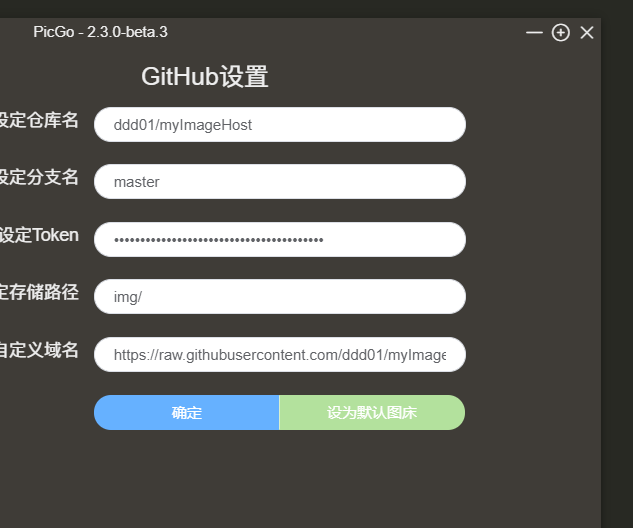 PicGo - 2.3.0-beta.3
GitHub设置
设定仓库名
ddd01/myImageHost
设定分支名
master
设定Token
••••••••••••••••••••••••••••••••••••••••
定存储路径
img/
自定义域名
https://raw.githubusercontent.com/ddd01/myImage
确定
设为默认图床